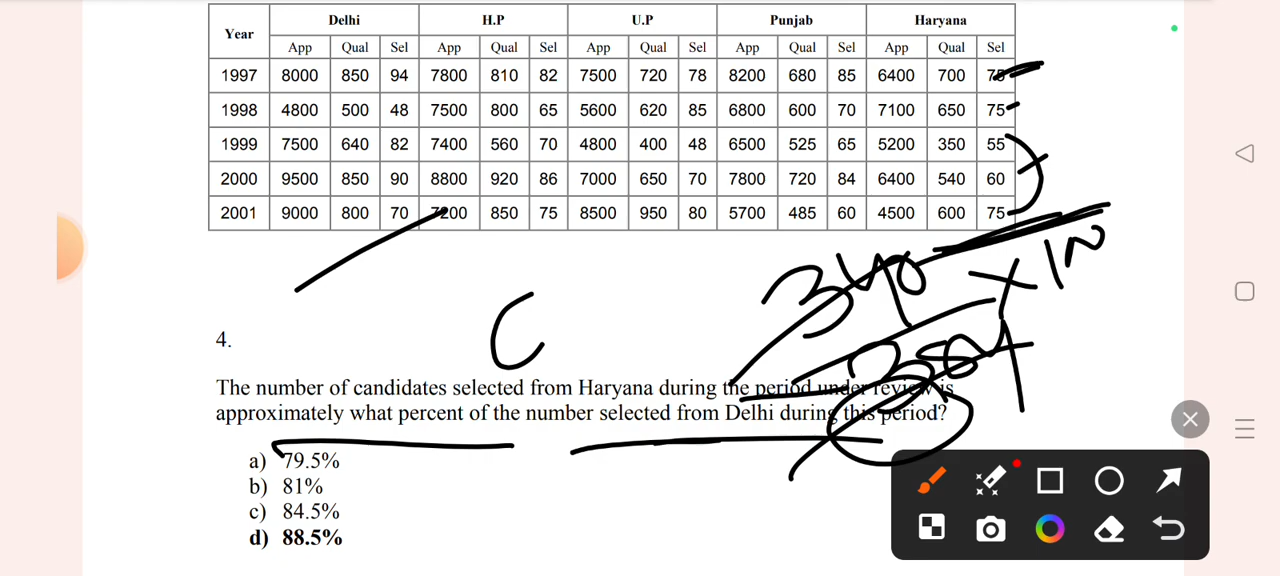 Year Delhi H.P U.P Punjab Haryana
App Qual Sel App Qual Sel App Qual Sel App Qual Sel App Qual Sel
1997 8000 850 94 7800 810 82 7500 720 78 8200 680 85 6400 700 75
1998 4800 500 48 7500 800 65 5600 620 85 6800 600 70 7100 650 75
1999 7500 640 82 7400 560 70 4800 400 48 6500 525 65 5200 350 55
2000 9500 850 90 8800 920 86 7000 650 70 7800 720 84 6400 540 60
2001 9000 800 70 7200 850 75 8500 950 80 5700 485 60 4500 600 75
340 × 100
384
4.
C
The number of candidates selected from Haryana during the period under review is
approximately what percent of the number selected from Delhi during this period?
a) 79.5%
b) 81%
c) 84.5%
d) 88.5%